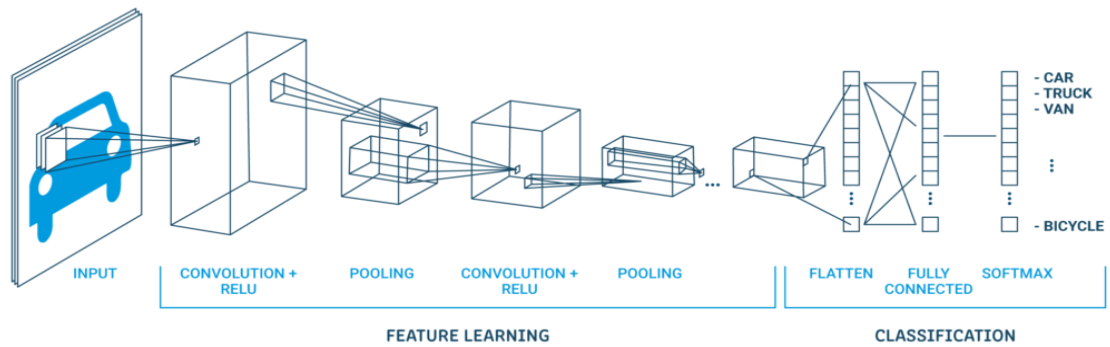 - CAR
- TRUCK
- VAN
...
- BICYCLE
INPUT
CONVOLUTION +
RELU
POOLING
CONVOLUTION +
RELU
POOLING
FLATTEN
FULLY
CONNECTED
SOFTMAX
FEATURE LEARNING
CLASSIFICATION